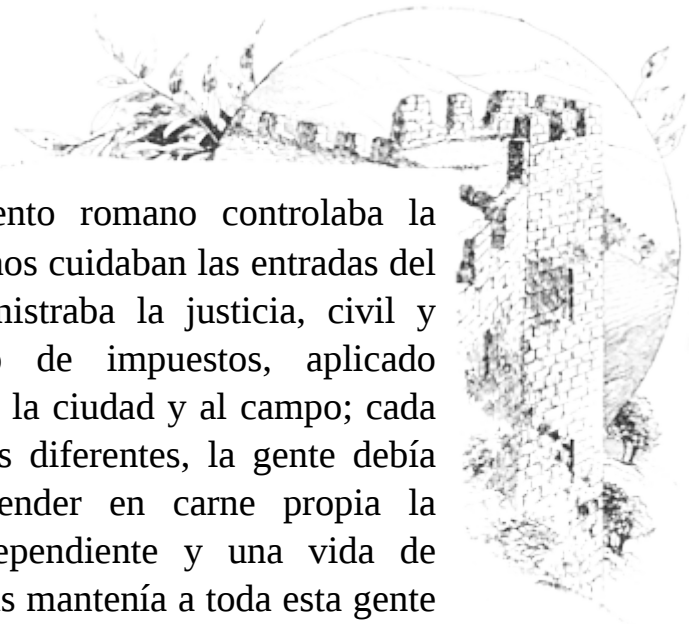 ento romano controlaba la
nos cuidaban las entradas del
nistraba la justicia, civil y
de impuestos, aplicado
la ciudad y al campo; cada
s diferentes, la gente debía
ender en carne propia la
ependiente y una vida de
s mantenía a toda esta gente